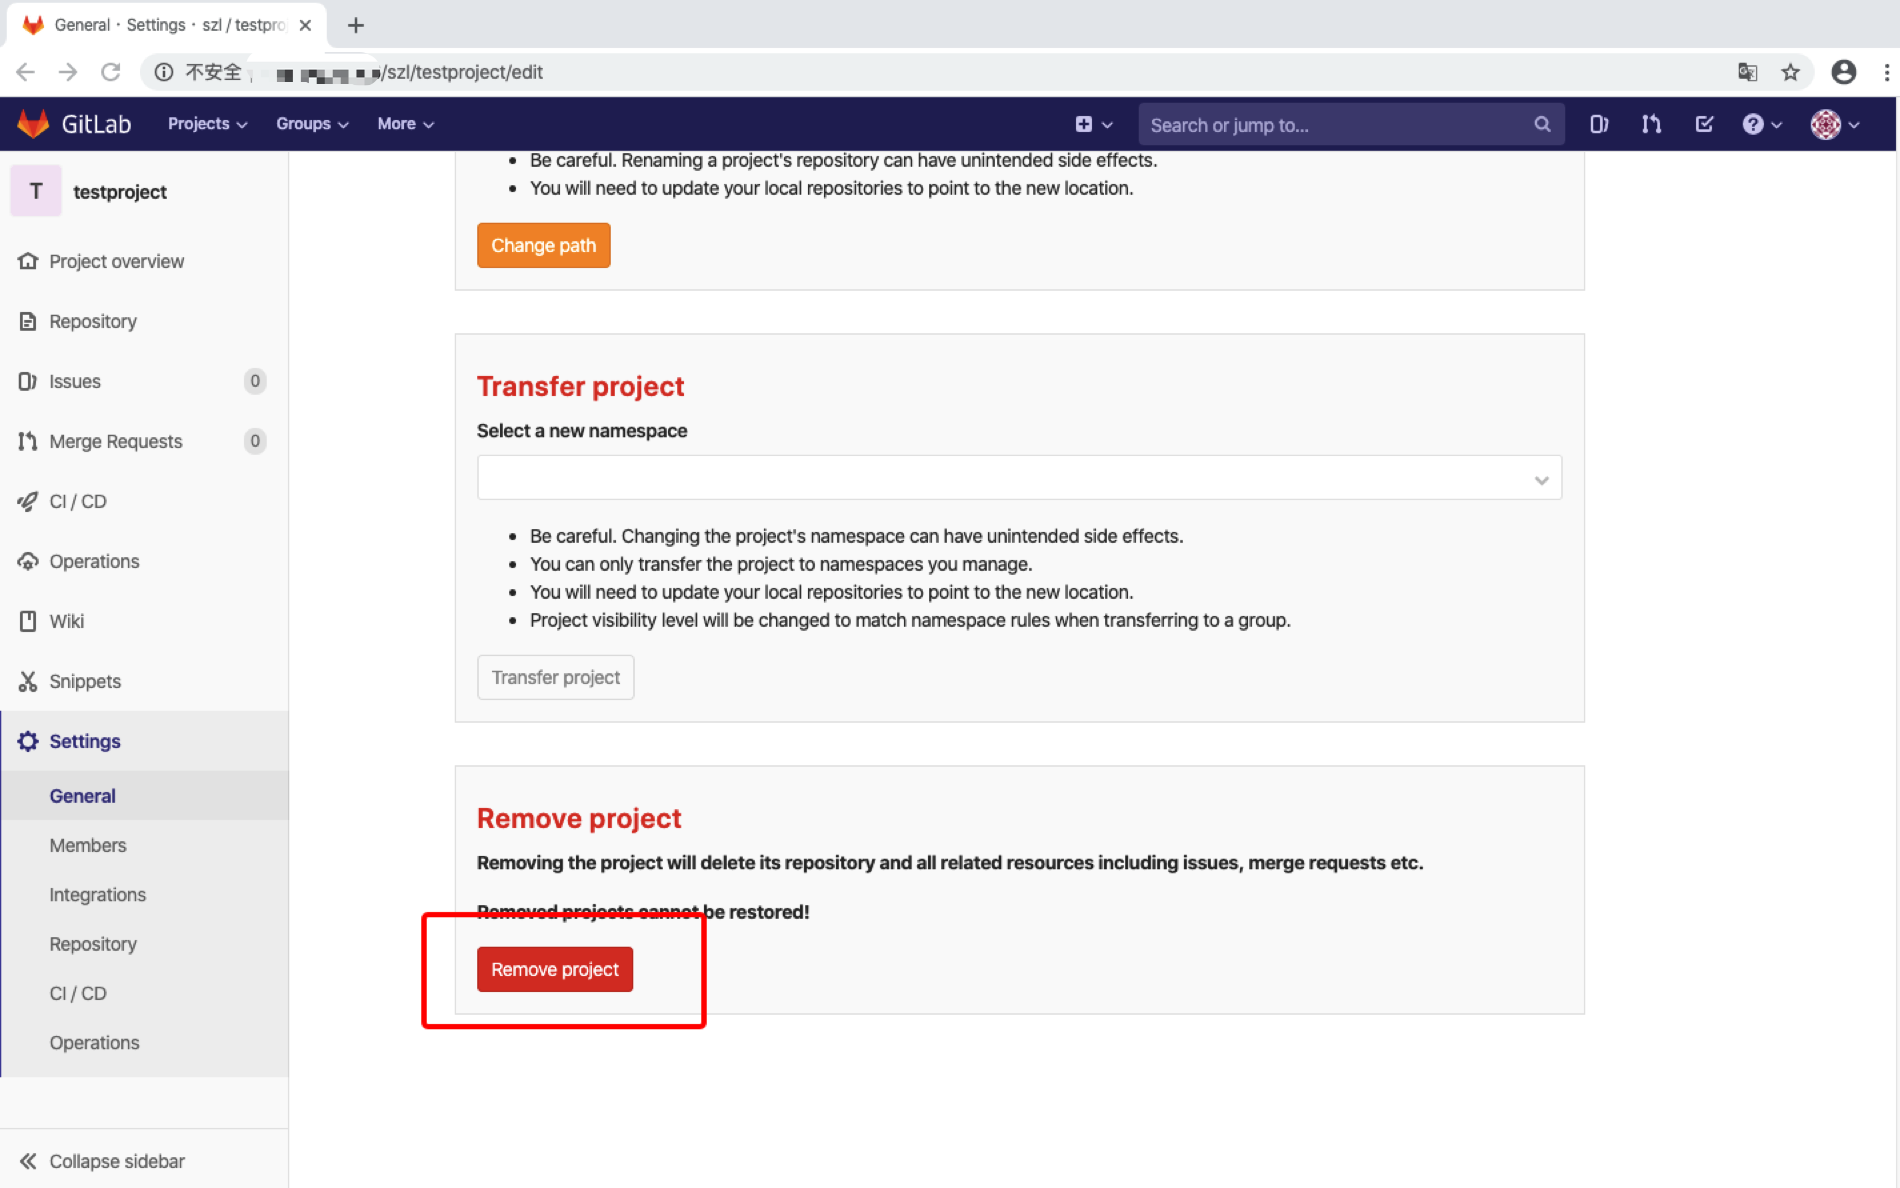 General · Settings · szl / testpro
不安全
/szl/testproject/edit
GitLab
Projects
Groups
More
Search or jump to...
T
testproject
Project overview
Repository
Issues
0
Merge Requests
0
CI / CD
Operations
Wiki
Snippets
Settings
General
Members
Integrations
Repository
CI / CD
Operations
Collapse sidebar
Be careful. Renaming a project's repository can have unintended side effects.
You will need to update your local repositories to point to the new location.
Change path
Transfer project
Select a new namespace
Be careful. Changing the project's namespace can have unintended side effects.
You can only transfer the project to namespaces you manage.
You will need to update your local repositories to point to the new location.
Project visibility level will be changed to match namespace rules when transferring to a group.
Transfer project
Remove project
Removing the project will delete its repository and all related resources including issues, merge requests etc.
Removed projects cannot be restored!
Remove project